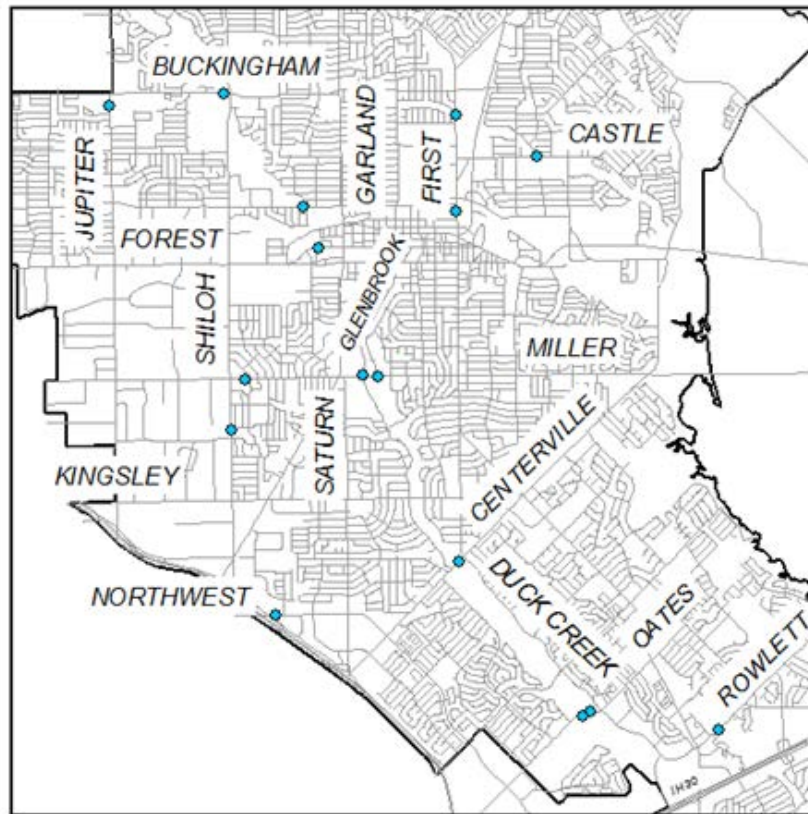 BUCKINGHAM
GARLAND
CASTLE
FIRST
JUPITER
FOREST
GLENBROOK
SHILOH
MILLER
SATURN
CENTERVILLE
KINGSLEY
DUCK CREEK
NORTHWEST
OATES
ROWLETT
IH30